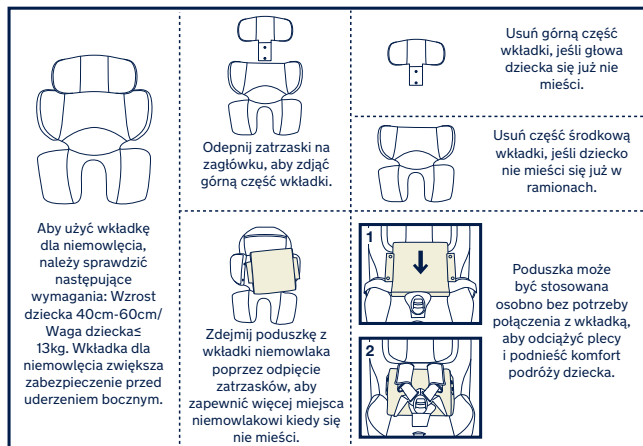 Aby użyć wkładkę
dla niemowlęcia,
należy sprawdzić
następujące
wymagania: Wzrost
dziecka 40cm-60cm/
Waga dziecka≤
13kg. Wkładka dla
niemowlęcia zwiększa
zabezpieczenie przed
uderzeniem bocznym.
Odepnij zatrzaski na
zagłówku, aby zdjąć
górną część wkładki.
Zdejmij poduszkę z
wkładki niemowlaka
poprzez odpięcie
zatrzasków, aby
zapewnić więcej miejsca
niemowlakowi kiedy się
nie mieści.
Usuń górną część
wkładki, jeśli głowa
dziecka się już nie
mieści.
Usuń część środkową
wkładki, jeśli dziecko
nie mieści się już w
ramionach.
1
2
Poduszka może
być stosowana
osobno bez potrzeby
połączenia z wkładką,
aby odciążyć plecy
i podnieść komfort
podróży dziecka.